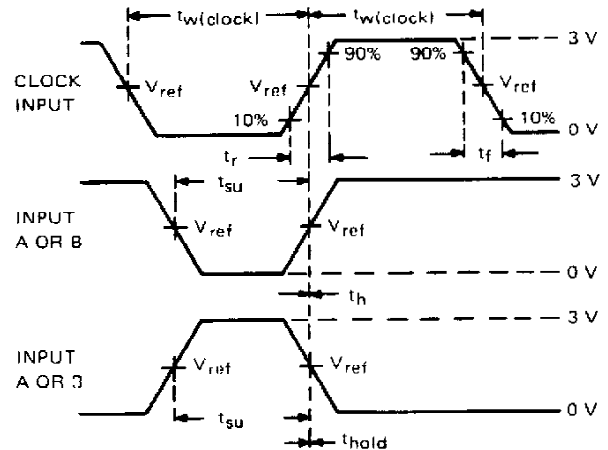 tw(clock) tw(clock)
3 V
90% 90%
CLOCK
INPUT
Vref Vref Vref
10% 10%
0 V
tr tf
tsu
3 V
INPUT
A OR B
Vref Vref
0 V
th
3 V
INPUT
A OR 3
Vref Vref
0 V
tsu
thold